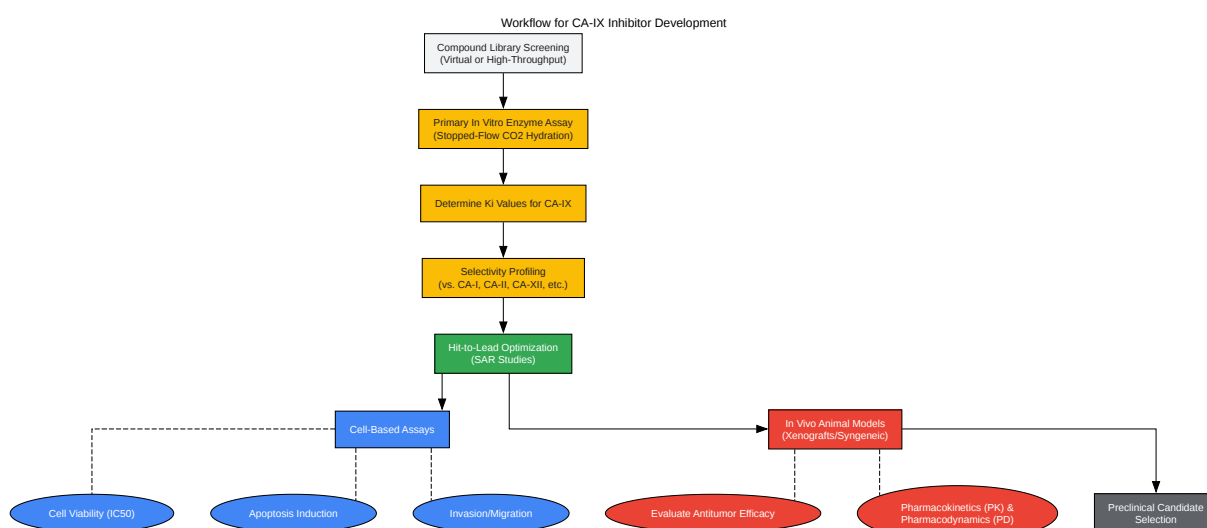 Workflow for CA-IX Inhibitor Development
Compound Library Screening
(Virtual or High-Throughput)
Primary In Vitro Enzyme Assay
(Stopped-Flow CO2 Hydration)
Determine Ki Values for CA-IX
Selectivity Profiling
(vs. CA-I, CA-II, CA-XII, etc.)
Hit-to-Lead Optimization
(SAR Studies)
Cell-Based Assays
In Vivo Animal Models
(Xenografts/Syngeneic)
Cell Viability (IC50)
Apoptosis Induction
Invasion/Migration
Evaluate Antitumor Efficacy
Pharmacokinetics (PK) &
Pharmacodynamics (PD)
Preclinical Candidate
Selection